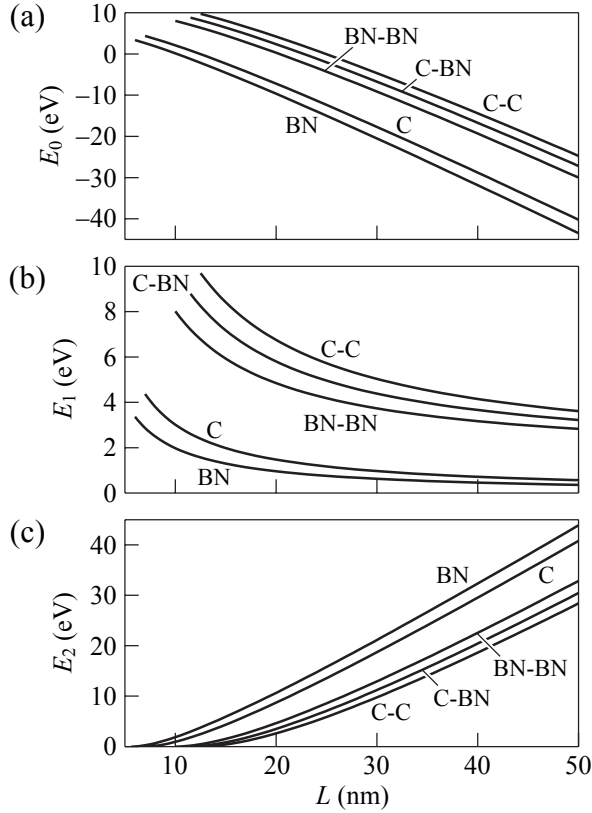 (a)
E0 (eV)
10
0
−10
−20
−30
−40
BN-BN
C-BN
C-C
BN
C
(b)
E1 (eV)
10
8
6
4
2
0
C-BN
C-C
BN-BN
C
BN
(c)
E2 (eV)
40
30
20
10
0
BN
C
BN-BN
C-BN
C-C
10 20 30 40 50
L (nm)